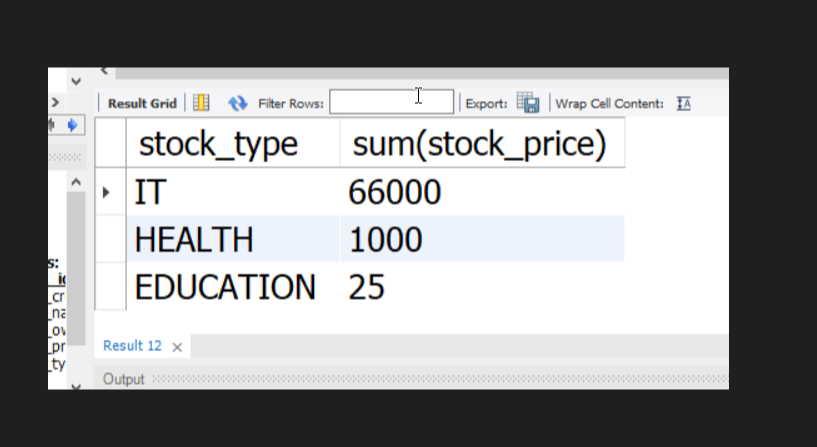 Result Grid Filter Rows: Export: Wrap Cell Content: IA
stock_type sum(stock_price)
IT 66000
HEALTH 1000
EDUCATION 25
s:
_cr
_na
_ov
_pr
_ty
Result 12 ×
Output